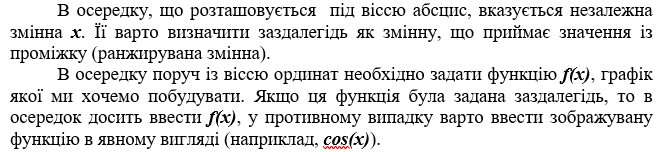 В осередку, що розташовується під віссю абсцис, вказується незалежна
змінна x. Її варто визначити заздалегідь як змінну, що приймає значення із
проміжку (ранжирувана змінна).
В осередку поруч із віссю ординат необхідно задати функцію f(x), графік
якої ми хочемо побудувати. Якщо ця функція була задана заздалегідь, то в
осередок досить ввести f(x), у противному випадку варто ввести зображувану
функцію в явному вигляді (наприклад, cos(x)).